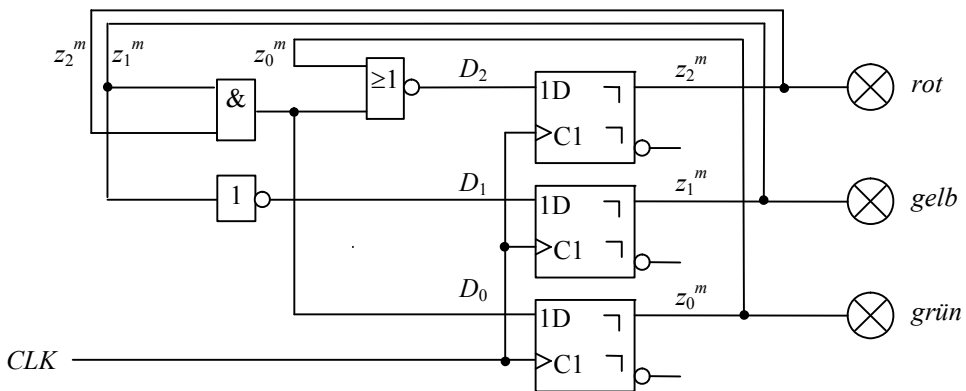 z₂ᵐ z₁ᵐ z₀ᵐ D₂ z₂ᵐ
≥1 1D rot
& C1
D₁ z₁ᵐ
1 1D gelb
C1
D₀ z₀ᵐ
1D grün
CLK C1